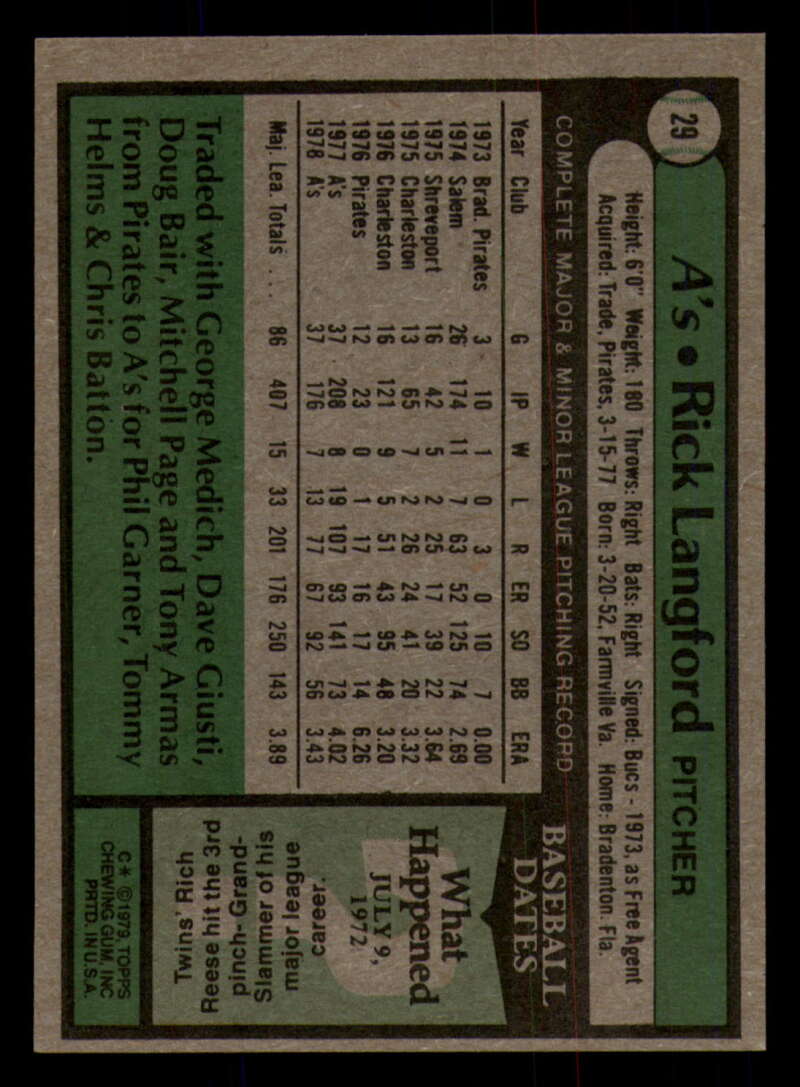 29
A's • Rick Langford PITCHER
Height: 6'0" Weight: 180 Throws: Right Bats: Right Signed: Bucs - 1973, as Free Agent
Acquired: Trade, Pirates, 3-15-77 Born: 3-20-52, Farmville Va. Home: Bradenton, Fla.
COMPLETE MAJOR & MINOR LEAGUE PITCHING RECORD
Year Club G IP W L R ER SO BB ERA
1973 Brad. Pirates 3 10 1 0 3 0 10 7 0.00
1974 Salem 26 174 11 7 63 52 125 74 2.69
1975 Shreveport 16 42 5 2 25 17 39 22 3.64
1975 Charleston 13 65 7 2 26 24 41 20 3.32
1976 Charleston 16 121 9 5 51 43 95 48 3.20
1976 Pirates 12 23 0 1 17 16 17 14 6.26
1977 A's 37 208 8 19 107 93 141 73 4.02
1978 A's 37 176 7 13 77 67 92 56 3.43
Maj. Lea. Totals . . . 86 407 15 33 201 176 250 143 3.89
Traded with George Medich, Dave Giusti,
Doug Bair, Mitchell Page and Tony Armas
from Pirates to A's for Phil Garner, Tommy
Helms & Chris Batton.
BASEBALL
DATES
What
Happened
JULY 9,
1972
Twins' Rich
Reese hit the 3rd
pinch- Grand-
Slammer of his
major league
career.
C* ©1979, TOPPS
CHEWING GUM, INC
PRTD. IN U.S.A.